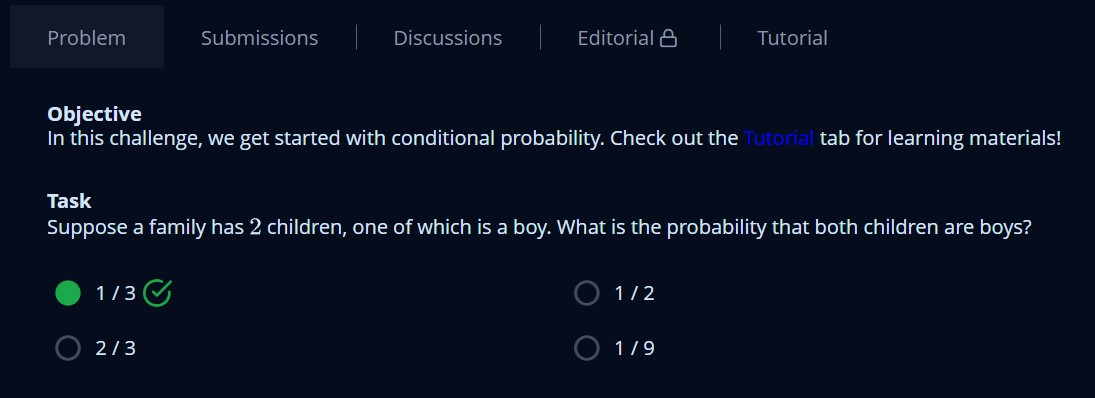 Problem Submissions Discussions Editorial Tutorial
Objective
In this challenge, we get started with conditional probability. Check out the Tutorial tab for learning materials!
Task
Suppose a family has 2 children, one of which is a boy. What is the probability that both children are boys?
1 / 3 1 / 2
2 / 3 1 / 9